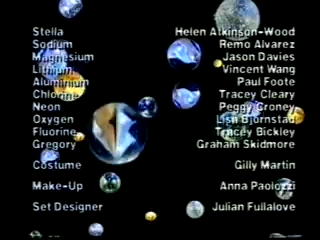 Stella Helen Atkinson-Wood
Sodium Remo Alvarez
Magnesium Jason Davies
Lithium Vincent Wang
Aluminium Paul Foote
Chlorine Tracey Cleary
Neon Peggy Croney
Oxygen Lisa Bjornstad
Fluorine Tracey Bickley
Gregory Graham Skidmore
Costume Gilly Martin
Make-Up Anna Paolozzi
Set Designer Julian Fullalove